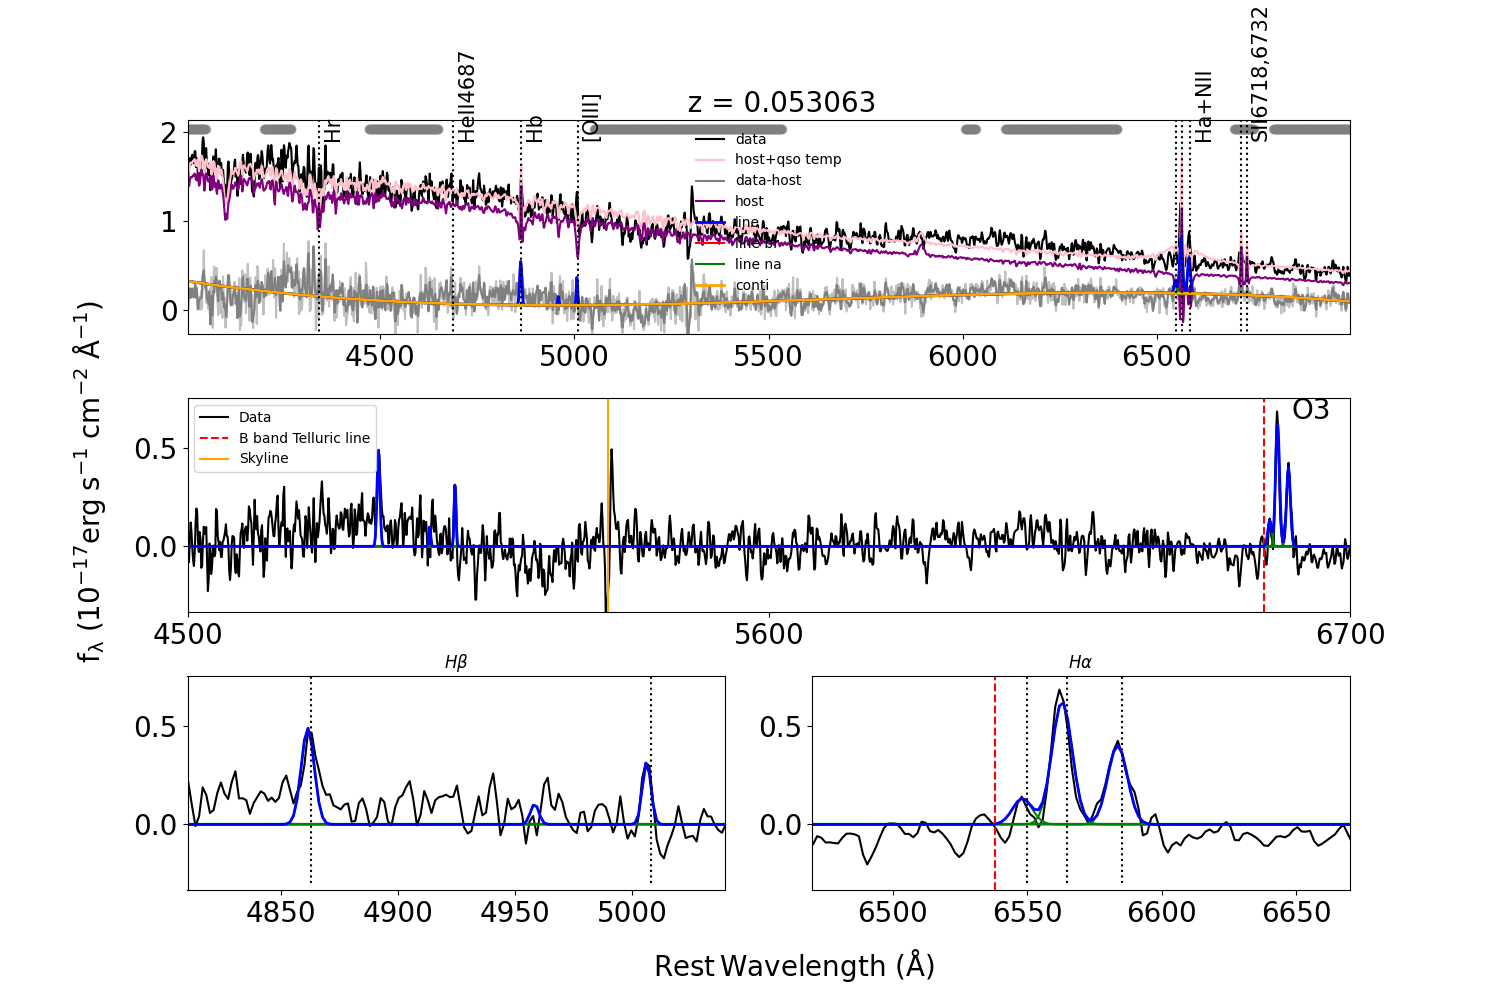 z = 0.053063
Hr
HeII4687
Hb
[OIII]
Ha+NII
SII6718,6732
data
host+qso temp
data-host
host
line
line br
line na
conti
2
1
0
4500
5000
5500
6000
6500
f_λ (10^−17 erg s^−1 cm^−2 Å^−1)
Data
B band Telluric line
Skyline
O3
0.5
0.0
4500
5600
6700
Hβ
0.5
0.0
4850
4900
4950
5000
Hα
0.5
0.0
6500
6550
6600
6650
Rest Wavelength (Å)